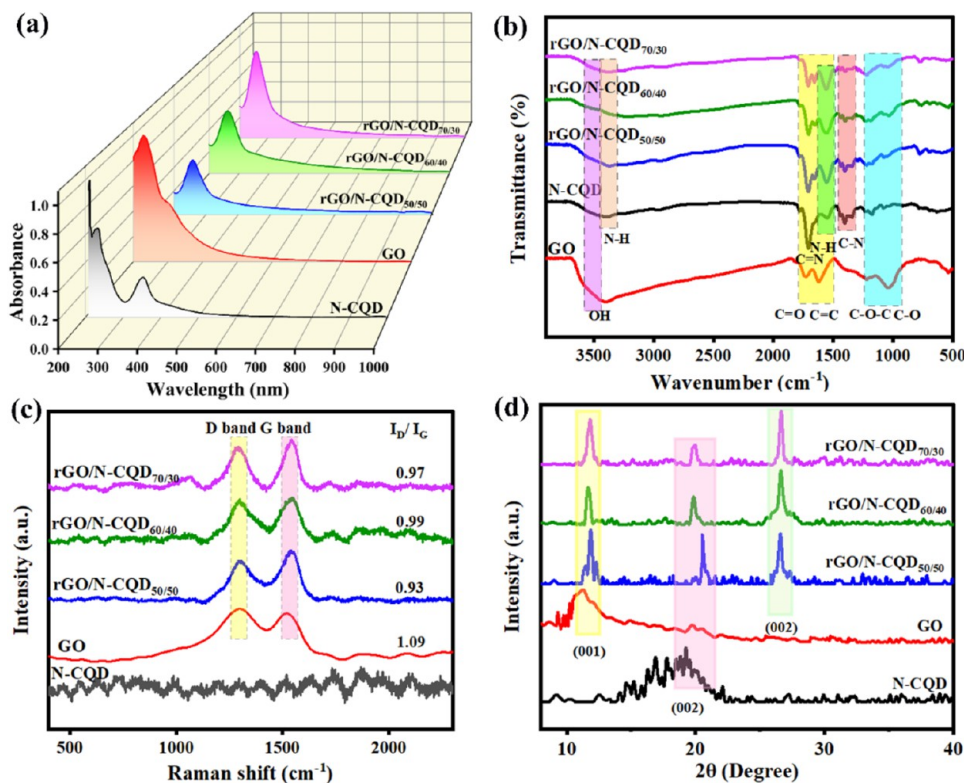 (a)
rGO/N-CQD70/30
rGO/N-CQD60/40
rGO/N-CQD50/50
GO
N-CQD
1.0
0.8
0.6
0.4
0.2
0.0
Absorbance
200 300 400 500 600 700 800 900 1000
Wavelength (nm)
(b)
rGO/N-CQD70/30
rGO/N-CQD60/40
rGO/N-CQD50/50
N-CQD
GO
N-H
N-H
C-N
C=N
OH
C=O C=C C-O-C C-O
Transmittance (%)
3500 3000 2000 1500 1000 500
Wavenumber (cm-1)
(c)
D band G band ID/ IG
rGO/N-CQD70/30 0.97
rGO/N-CQD60/40 0.99
rGO/N-CQD50/50 0.93
GO 1.09
N-CQD
Intensity (a.u.)
500 1000 1500 2000
Raman shift (cm-1)
(d)
rGO/N-CQD70/30
rGO/N-CQD60/40
rGO/N-CQD50/50
(001) (002) GO
(002) N-CQD
Intensity (a.u.)
10 20 30 40
2θ (Degree)